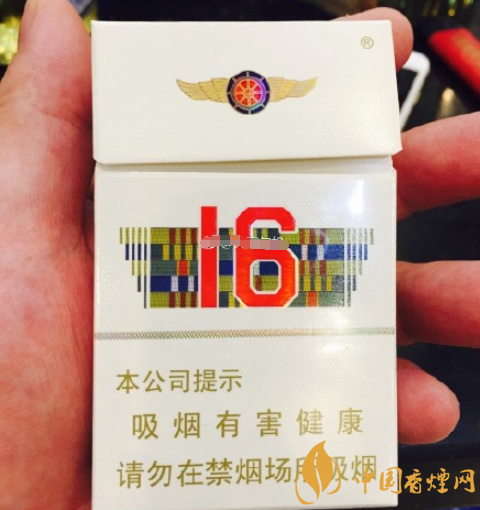 ®
16
本公司提示
吸烟有害健康
请勿在禁烟场所吸烟
中国香煙网